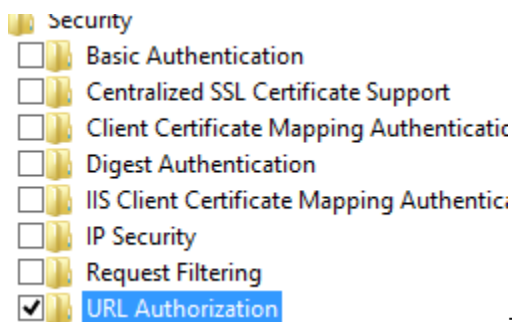 Security
Basic Authentication
Centralized SSL Certificate Support
Client Certificate Mapping Authenticatio
Digest Authentication
IIS Client Certificate Mapping Authentica
IP Security
Request Filtering
URL Authorization